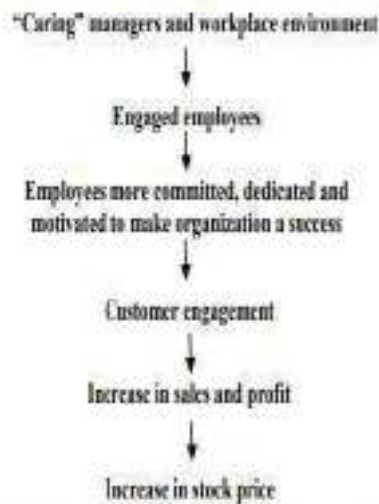 "Caring" managers and workplace environment
Engaged employees
Employees more committed, dedicated and
motivated to make organization a success
Customer engagement
Increase in sales and profit
Increase in stock price